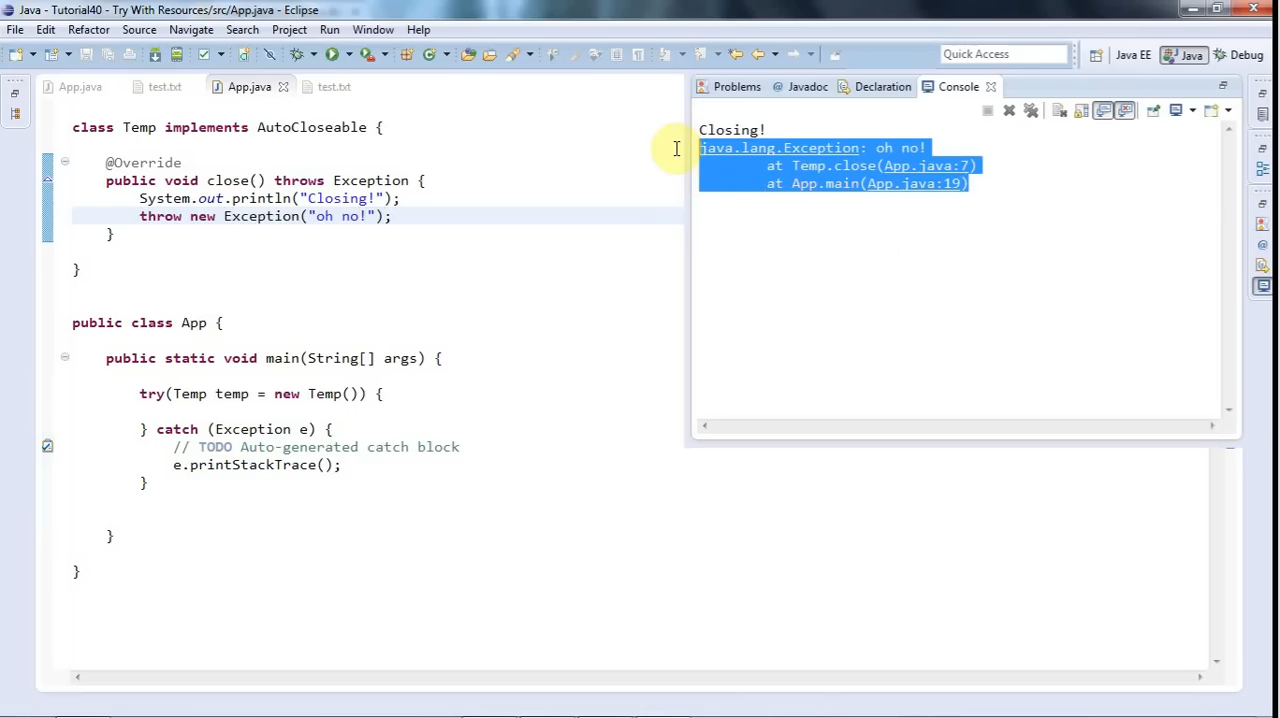 Java - Tutorial40 - Try With Resources/src/App.java - Eclipse
File Edit Refactor Source Navigate Search Project Run Window Help
Quick Access Java EE Java Debug
App.java test.txt App.java test.txt
class Temp implements AutoCloseable {
@Override
public void close() throws Exception {
System.out.println("Closing!");
throw new Exception("oh no!");
}
}
public class App {
public static void main(String[] args) {
try(Temp temp = new Temp()) {
} catch (Exception e) {
// TODO Auto-generated catch block
e.printStackTrace();
}
}
}
Problems @ Javadoc Declaration Console
Closing!
java.lang.Exception: oh no!
at Temp.close(App.java:7)
at App.main(App.java:19)